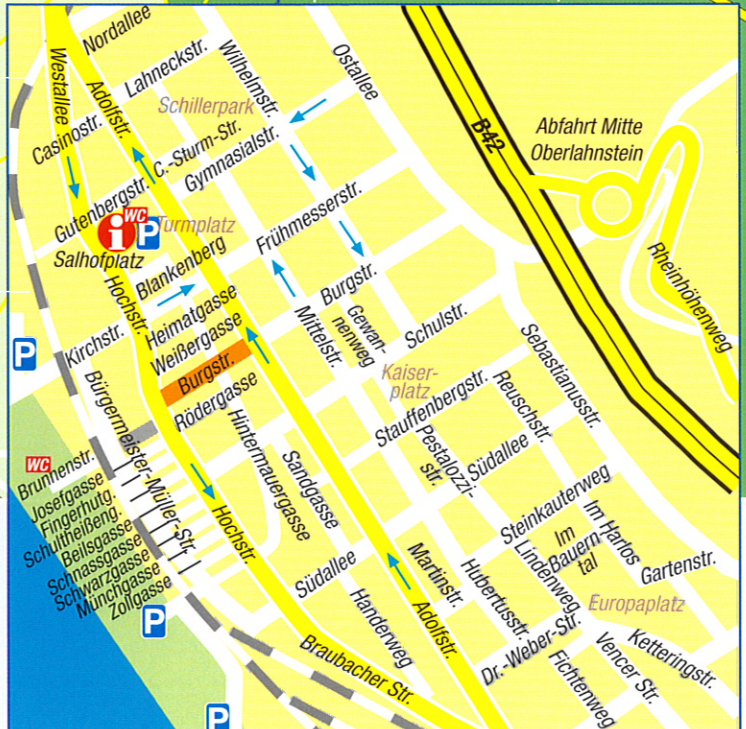 Nordallee
Westallee
Adolfstr.
Lahneckstr.
Wilhelmstr.
Ostallee
Schillerpark
Casinostr.
C.-Sturm-Str.
Gymnasialstr.
Gutenbergstr.
B42
Abfahrt Mitte
Oberlahnstein
WC
i
P
Turmplatz
Salhofplatz
Frühmesserstr.
Blankenberg
Hochstr.
Rheinhöhenweg
Burgstr.
Heimatgasse
Kirchstr.
Weißergasse
Gewan-
nenweg
Mittelstr.
Schulstr.
P
Burgstr.
Kaiser-
platz
Sebastianusstr.
Bürgermeister-Müller-Str.
Rödergasse
Stauffenbergstr.
Reuschstr.
Hintermauergasse
Sandgasse
Pestalozzi-
str.
Südallee
WC
Brunnenstr.
Josefgasse
Fingerhutg.
Schultheißeng.
Beilsgasse
Schnassgasse
Schwarzgasse
Münchgasse
Zollgasse
Hochstr.
Steinkauterweg
Im
Bauern-
tal
Im Harlos
Gartenstr.
Südallee
Martinstr.
Hubertusstr.
Lindenweg
Europaplatz
P
Handerweg
Adolfstr.
Dr.-Weber-Str.
Ketteringstr.
Vencer Str.
Fichtenweg
Braubacher Str.
P